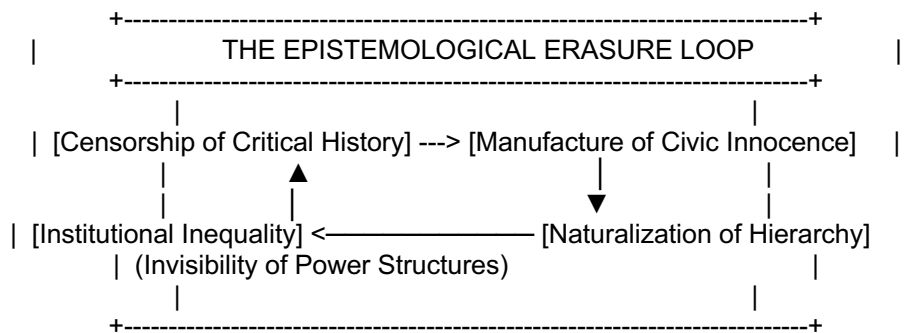 THE EPISTEMOLOGICAL ERASURE LOOP
[Censorship of Critical History] ---> [Manufacture of Civic Innocence]
[Institutional Inequality] <────────────── [Naturalization of Hierarchy]
(Invisibility of Power Structures)